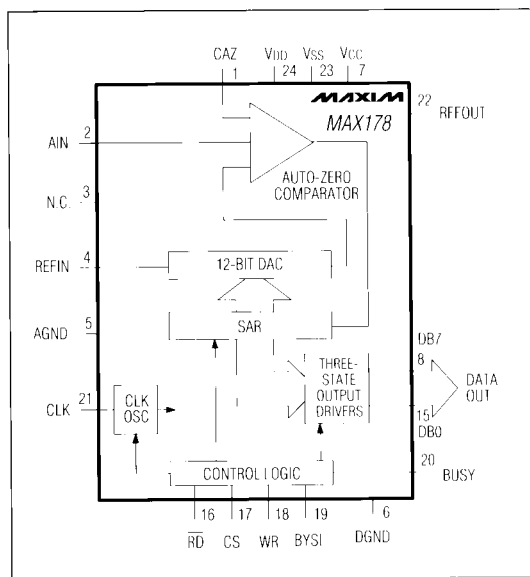 CAZ VDD VSS VCC
1 24 23 7
MAXIM
MAX178
22 RFFOUT
AIN 2
AUTO-ZERO
COMPARATOR
N.C. 3
REFIN 4
12-BIT DAC
AGND 5
SAR
DB7
8
THREE-
STATE
OUTPUT
DRIVERS
DATA
OUT
CLK 21
CLK
OSC
15
DB0
20
BUSY
CONTROL LOGIC
16 17 18 19 6
RD CS WR BYSI DGND